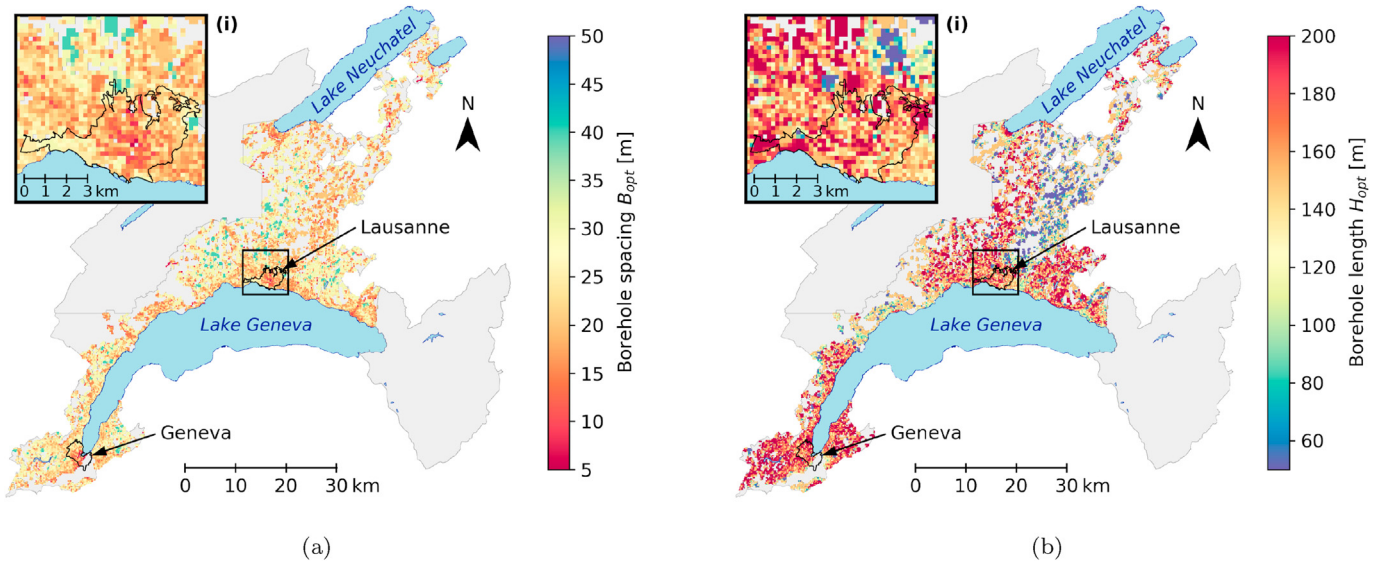 (i)
0 1 2 3 km
Lake Neuchatel
N
Lausanne
Lake Geneva
Geneva
0 10 20 30 km
50
45
40
35
30
25
20
15
10
5
Borehole spacing B_opt [m]
(a)
(i)
0 1 2 3 km
Lake Neuchatel
N
Lausanne
Lake Geneva
Geneva
0 10 20 30 km
200
180
160
140
120
100
80
60
Borehole length H_opt [m]
(b)